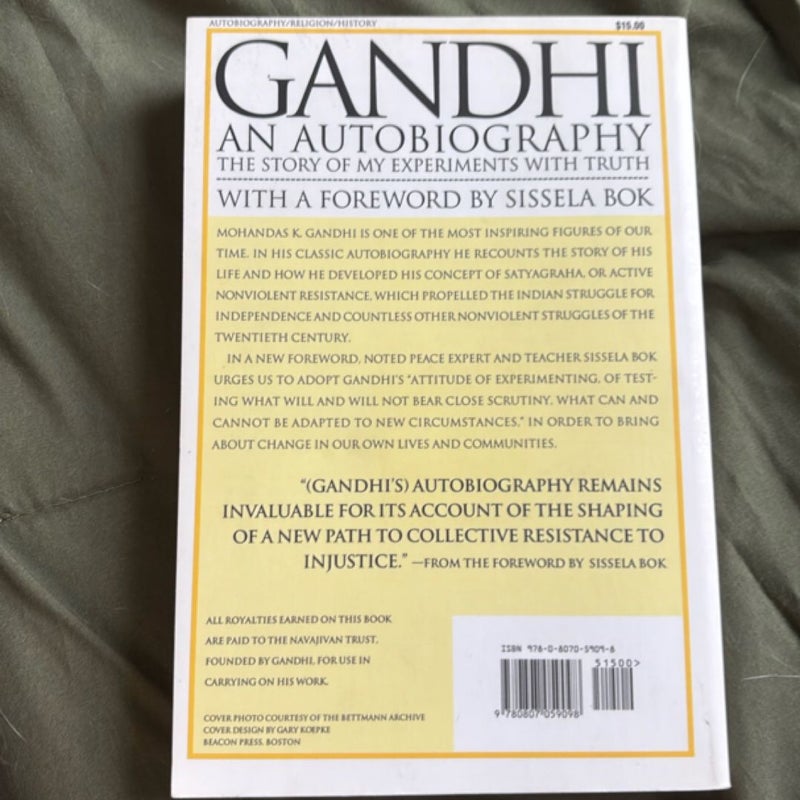 AUTOBIOGRAPHY/RELIGION/HISTORY
$15.00
GANDHI
AN AUTOBIOGRAPHY
THE STORY OF MY EXPERIMENTS WITH TRUTH
WITH A FOREWORD BY SISSELA BOK
MOHANDAS K. GANDHI IS ONE OF THE MOST INSPIRING FIGURES OF OUR
TIME. IN HIS CLASSIC AUTOBIOGRAPHY HE RECOUNTS THE STORY OF HIS
LIFE AND HOW HE DEVELOPED HIS CONCEPT OF SATYAGRAHA, OR ACTIVE
NONVIOLENT RESISTANCE, WHICH PROPELLED THE INDIAN STRUGGLE FOR
INDEPENDENCE AND COUNTLESS OTHER NONVIOLENT STRUGGLES OF THE
TWENTIETH CENTURY.
IN A NEW FOREWORD, NOTED PEACE EXPERT AND TEACHER SISSELA BOK
URGES US TO ADOPT GANDHI'S "ATTITUDE OF EXPERIMENTING, OF TEST-
ING WHAT WILL AND WILL NOT BEAR CLOSE SCRUTINY, WHAT CAN AND
CANNOT BE ADAPTED TO NEW CIRCUMSTANCES," IN ORDER TO BRING
ABOUT CHANGE IN OUR OWN LIVES AND COMMUNITIES.
"(GANDHI'S) AUTOBIOGRAPHY REMAINS
INVALUABLE FOR ITS ACCOUNT OF THE SHAPING
OF A NEW PATH TO COLLECTIVE RESISTANCE TO
INJUSTICE." —FROM THE FOREWORD BY SISSELA BOK
ALL ROYALTIES EARNED ON THIS BOOK
ARE PAID TO THE NAVAJIVAN TRUST,
FOUNDED BY GANDHI, FOR USE IN
CARRYING ON HIS WORK.
COVER PHOTO COURTESY OF THE BETTMANN ARCHIVE
COVER DESIGN BY GARY KOEPKE
BEACON PRESS, BOSTON
ISBN 978-0-8070-5909-8
51500>
9 780807 059098